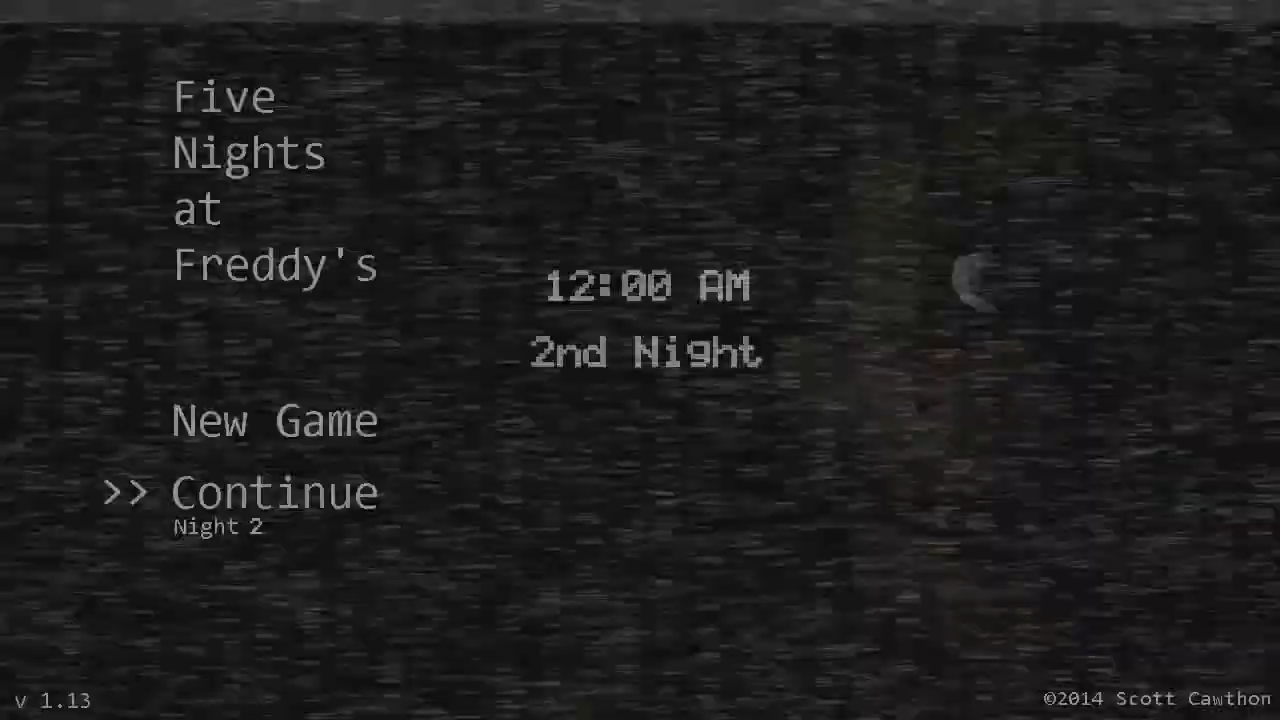 Five
Nights
at
Freddy's
12:00 AM
2nd Night
New Game
>> Continue
Night 2
v 1.13
©2014 Scott Cawthon